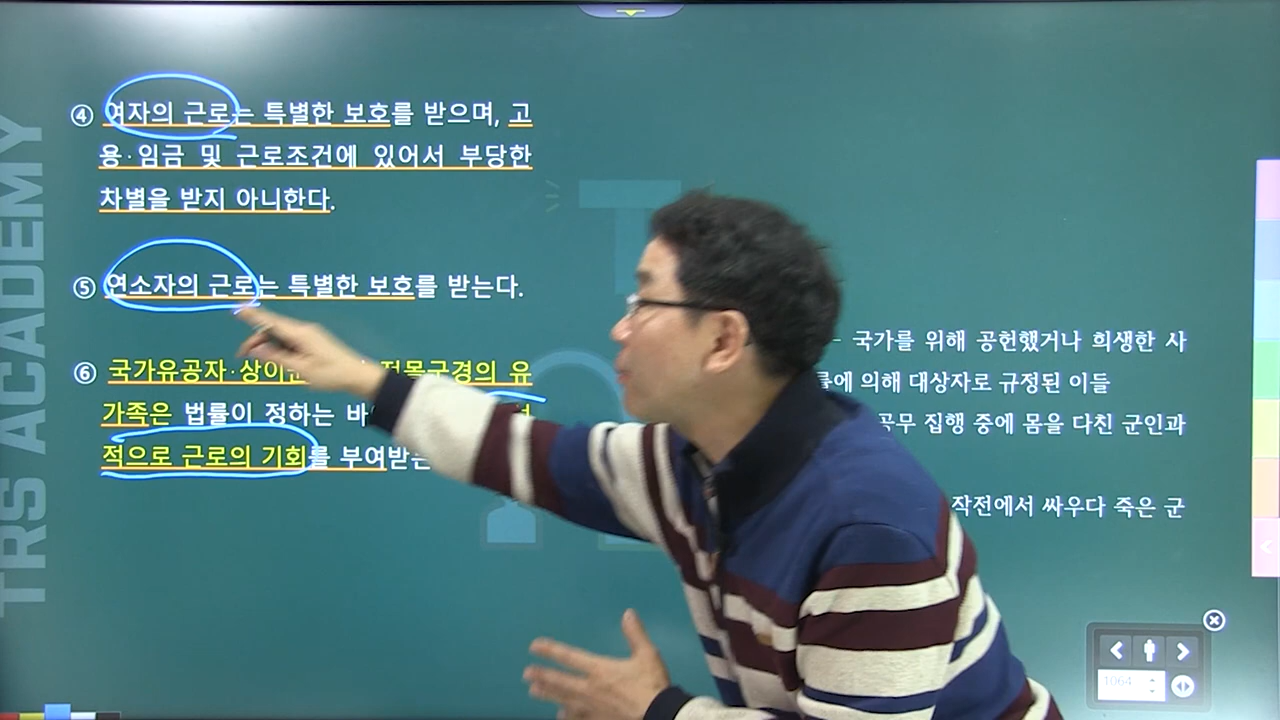 TRS ACADEMY
④ 여자의 근로는 특별한 보호를 받으며, 고
용·임금 및 근로조건에 있어서 부당한
차별을 받지 아니한다.
⑤ 연소자의 근로는 특별한 보호를 받는다.
⑥ 국가유공자·상이 전몰군경의 유
가족은 법률이 정하는
적으로 근로의 기회를 부여받
국가를 위해 공헌했거나 희생한 사
에 의해 대상자로 규정된 이들
공무 집행 중에 몸을 다친 군인과
작전에서 싸우다 죽은 군
1064